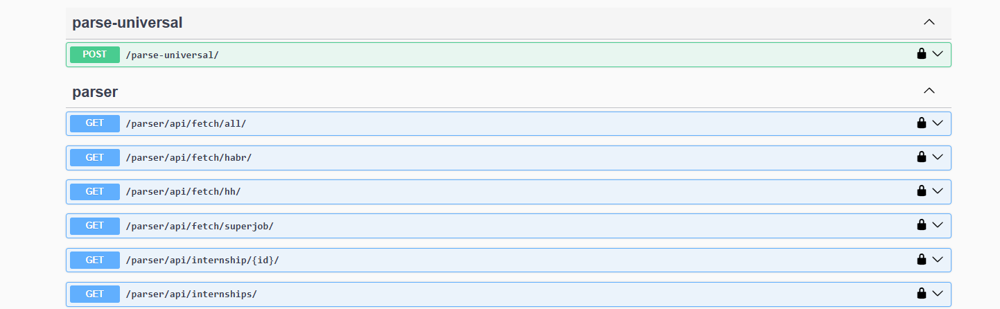 parse-universal
POST /parse-universal/
parser
GET /parser/api/fetch/all/
GET /parser/api/fetch/habr/
GET /parser/api/fetch/hh/
GET /parser/api/fetch/superjob/
GET /parser/api/internship/{id}/
GET /parser/api/internships/